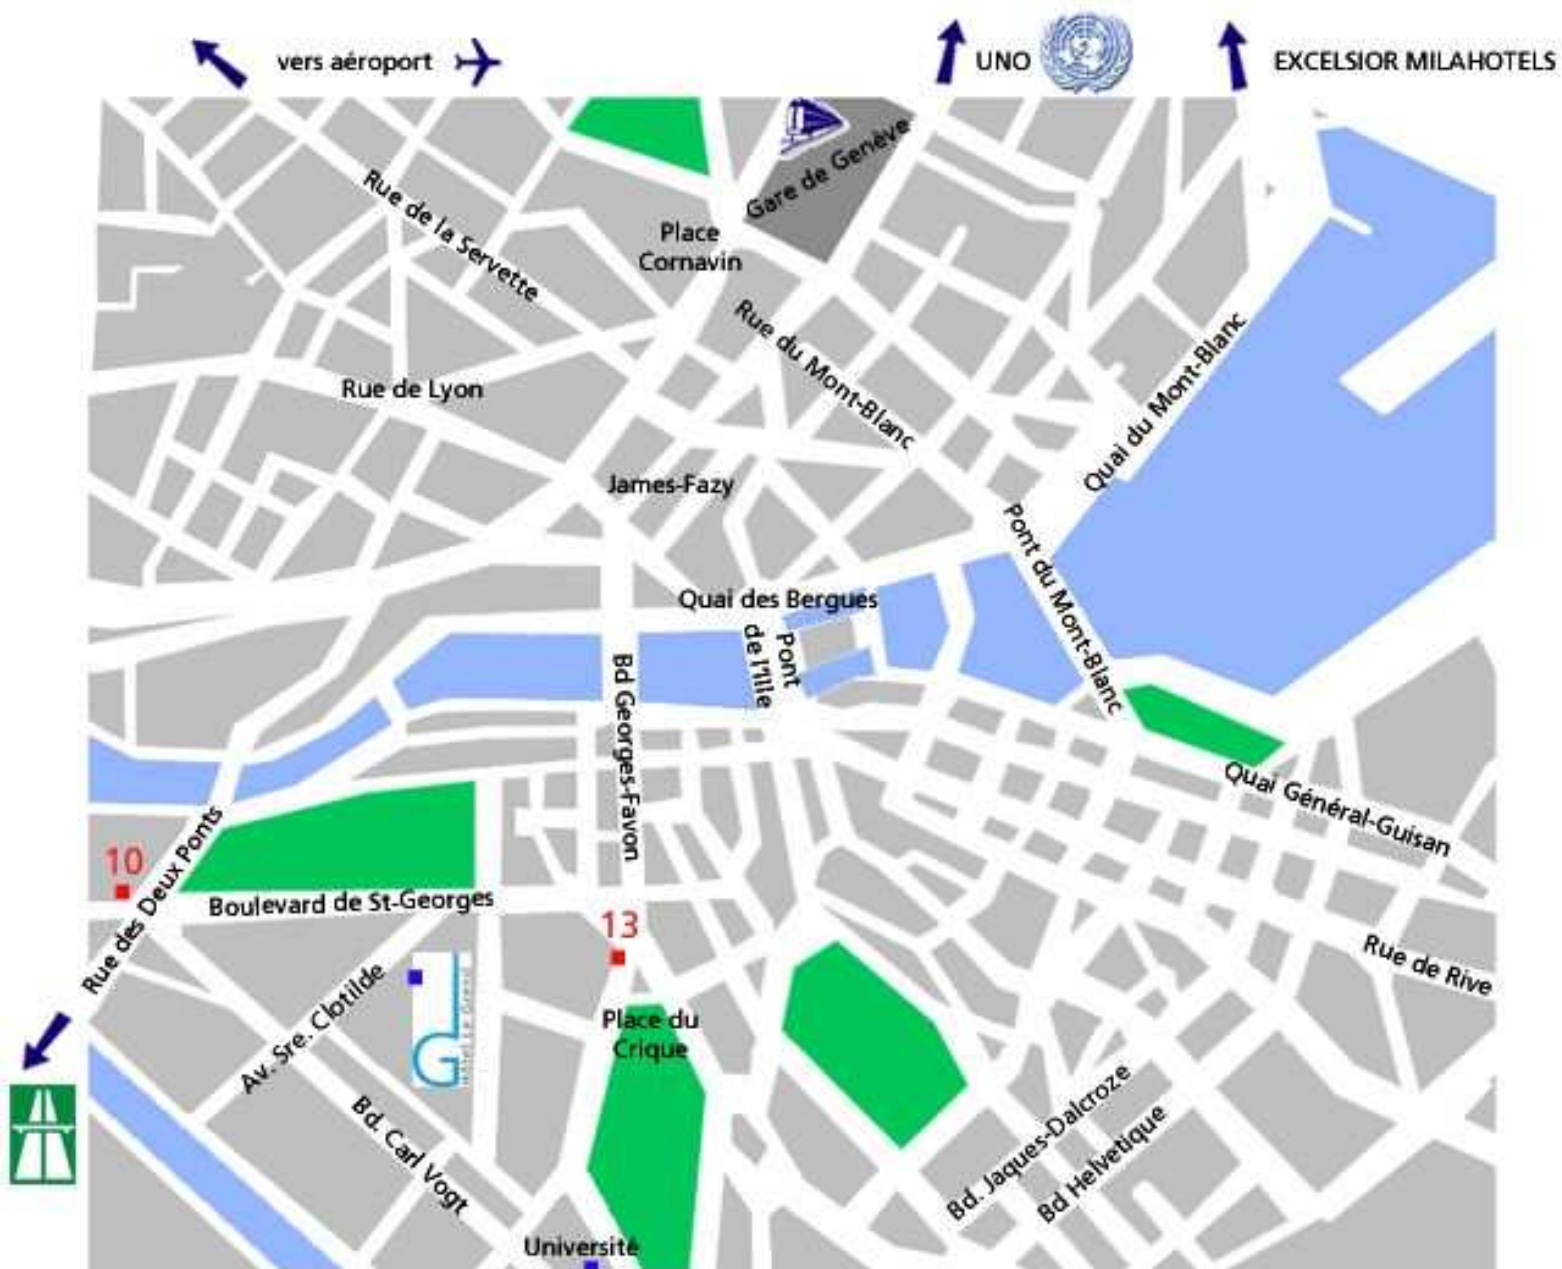 vers aéroport
UNO
EXCELSIOR MILAHOTELS
Gare de Genève
Rue de la Servette
Place
Cornavin
Rue du Mont-Blanc
Quai du Mont-Blanc
Rue de Lyon
James-Fazy
Pont du Mont-Blanc
Quai des Bergues
Pont
de l'Ille
Bd Georges-Favon
Quai Général-Guisan
10
Rue des Deux Ponts
Boulevard de St-Georges
13
Rue de Rive
Av. Sre. Clotilde
G
Place du
Crique
Bd. Carl Vogt
Bd. Jaques-Dalcroze
Bd Helvetique
Université